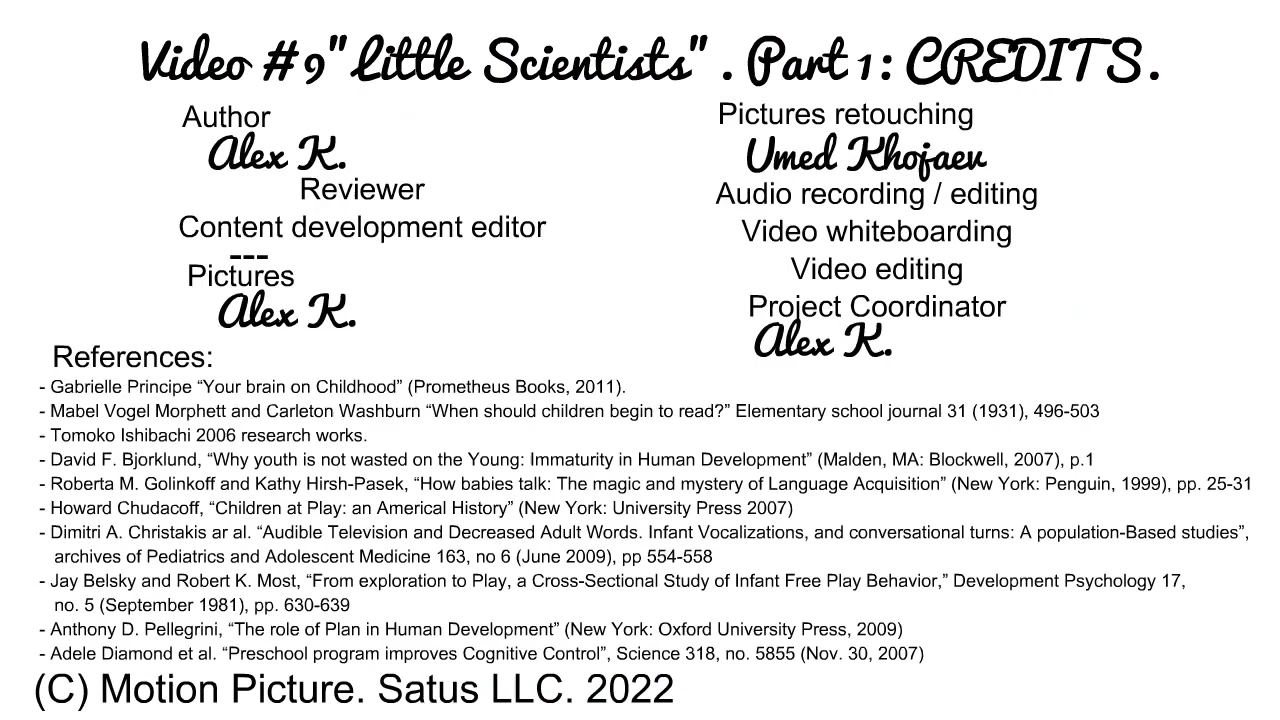 Video #9"Little Scientists" . Part 1: CREDITS.
Author
Alex K.
Reviewer
Content development editor
---
Pictures
Alex K.
Pictures retouching
Umed Khojaev
Audio recording / editing
Video whiteboarding
Video editing
Project Coordinator
Alex K.
References:
- Gabrielle Principe “Your brain on Childhood” (Prometheus Books, 2011).
- Mabel Vogel Morphett and Carleton Washburn “When should children begin to read?” Elementary school journal 31 (1931), 496-503
- Tomoko Ishibachi 2006 research works.
- David F. Bjorklund, “Why youth is not wasted on the Young: Immaturity in Human Development” (Malden, MA: Blockwell, 2007), p.1
- Roberta M. Golinkoff and Kathy Hirsh-Pasek, “How babies talk: The magic and mystery of Language Acquisition” (New York: Penguin, 1999), pp. 25-31
- Howard Chudacoff, “Children at Play: an Americal History” (New York: University Press 2007)
- Dimitri A. Christakis ar al. “Audible Television and Decreased Adult Words. Infant Vocalizations, and conversational turns: A population-Based studies”,
archives of Pediatrics and Adolescent Medicine 163, no 6 (June 2009), pp 554-558
- Jay Belsky and Robert K. Most, “From exploration to Play, a Cross-Sectional Study of Infant Free Play Behavior,” Development Psychology 17,
no. 5 (September 1981), pp. 630-639
- Anthony D. Pellegrini, “The role of Plan in Human Development” (New York: Oxford University Press, 2009)
- Adele Diamond et al. “Preschool program improves Cognitive Control”, Science 318, no. 5855 (Nov. 30, 2007)
(C) Motion Picture. Satus LLC. 2022